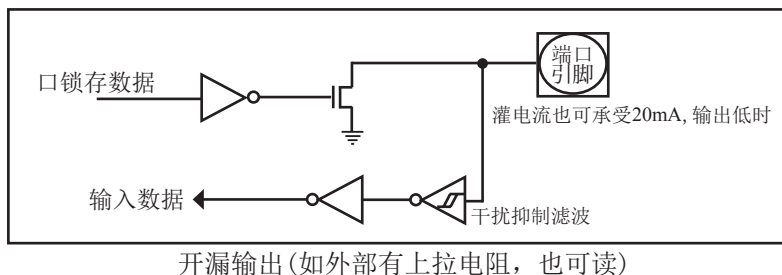 口锁存数据
端口
引脚
灌电流也可承受20mA, 输出低时
输入数据
干扰抑制滤波
开漏输出(如外部有上拉电阻，也可读)